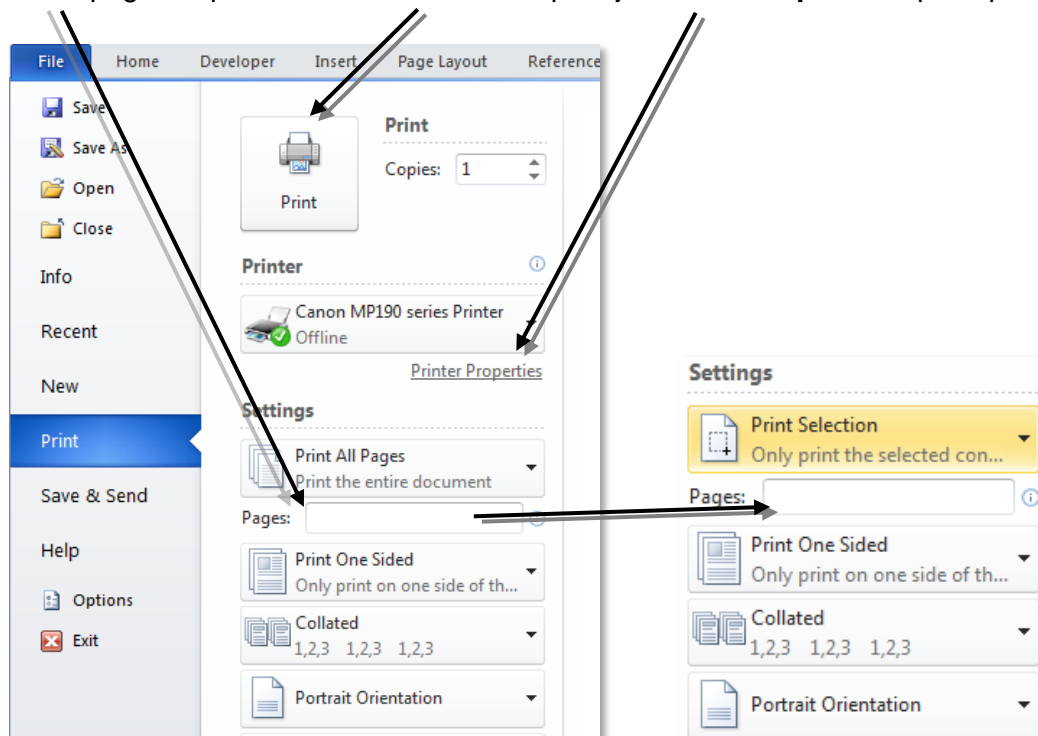 File Home Developer Insert Page Layout Reference
Save
Save As
Open
Close
Info
Recent
New
Print
Save & Send
Help
Options
Exit
Print
Print
Copies: 1
Printer
Canon MP190 series Printer
Offline
Printer Properties
Settings
Print All Pages
Print the entire document
Pages:
Print One Sided
Only print on one side of th...
Collated
1,2,3 1,2,3 1,2,3
Portrait Orientation
Settings
Print Selection
Only print the selected con...
Pages:
Print One Sided
Only print on one side of th...
Collated
1,2,3 1,2,3 1,2,3
Portrait Orientation